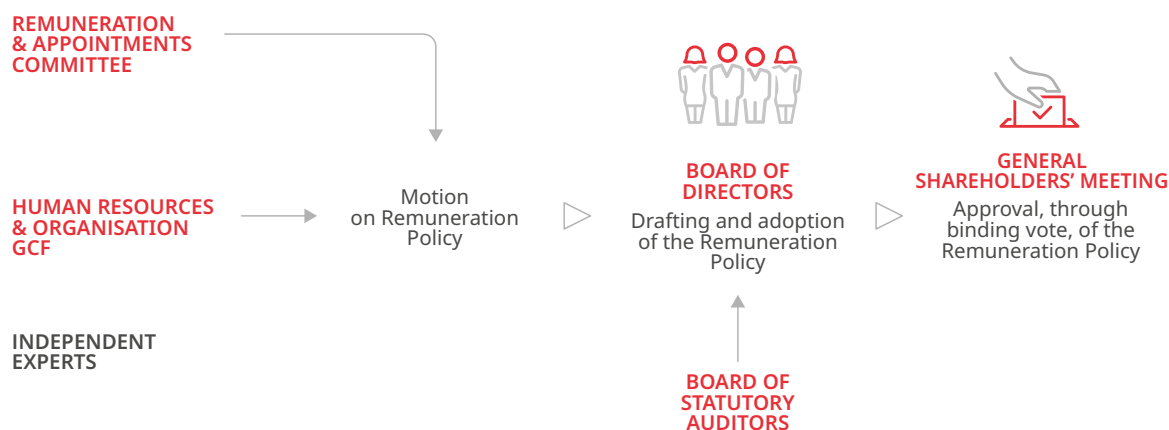 REMUNERATION
& APPOINTMENTS
COMMITTEE
HUMAN RESOURCES
& ORGANISATION
GCF
INDEPENDENT
EXPERTS
Motion
on Remuneration
Policy
BOARD OF
DIRECTORS
Drafting and adoption
of the Remuneration
Policy
BOARD OF
STATUTORY
AUDITORS
GENERAL
SHAREHOLDERS’ MEETING
Approval, through
binding vote, of the
Remuneration Policy